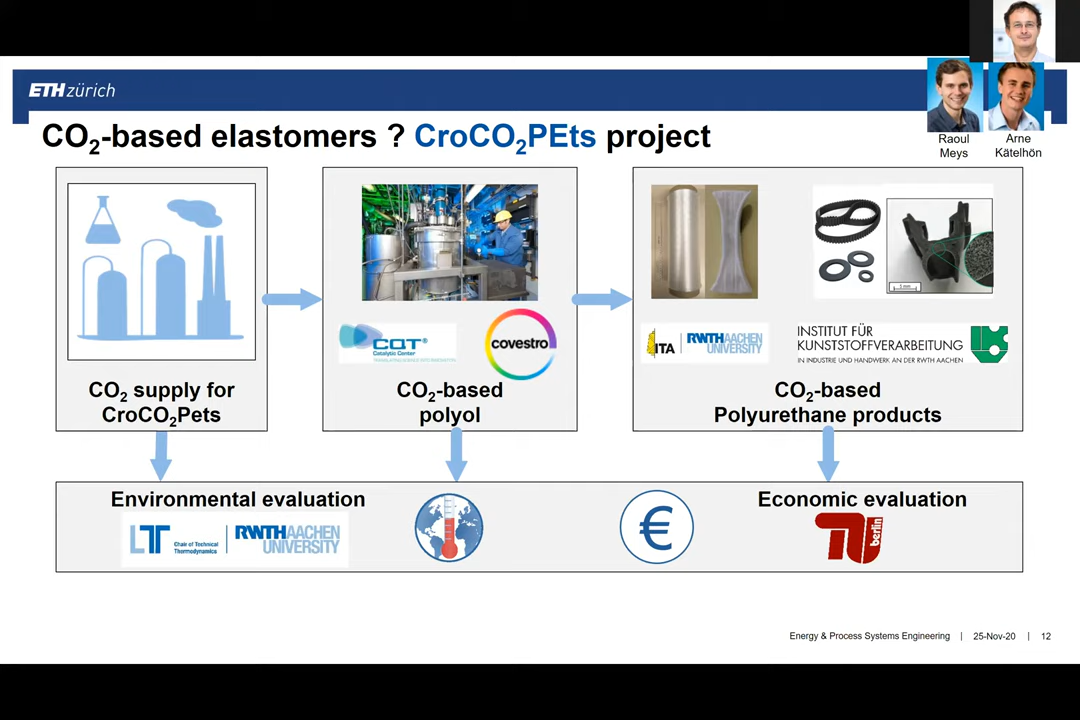 ETH zürich
Raoul
Meys
Arne
Kätelhön
CO₂-based elastomers ? CroCO₂PEts project
CAT®
Catalytic Center
covestro
ITA
RWTH AACHEN
UNIVERSITY
INSTITUT FÜR
KUNSTSTOFFVERARBEITUNG
IN INDUSTRIE UND HANDWERK AN DER RWTH AACHEN
CO₂ supply for
CroCO₂Pets
CO₂-based
polyol
CO₂-based
Polyurethane products
Environmental evaluation
LTT
Chair of Technical
Thermodynamics
RWTH AACHEN
UNIVERSITY
€
Economic evaluation
berlin
Energy & Process Systems Engineering | 25-Nov-20 | 12